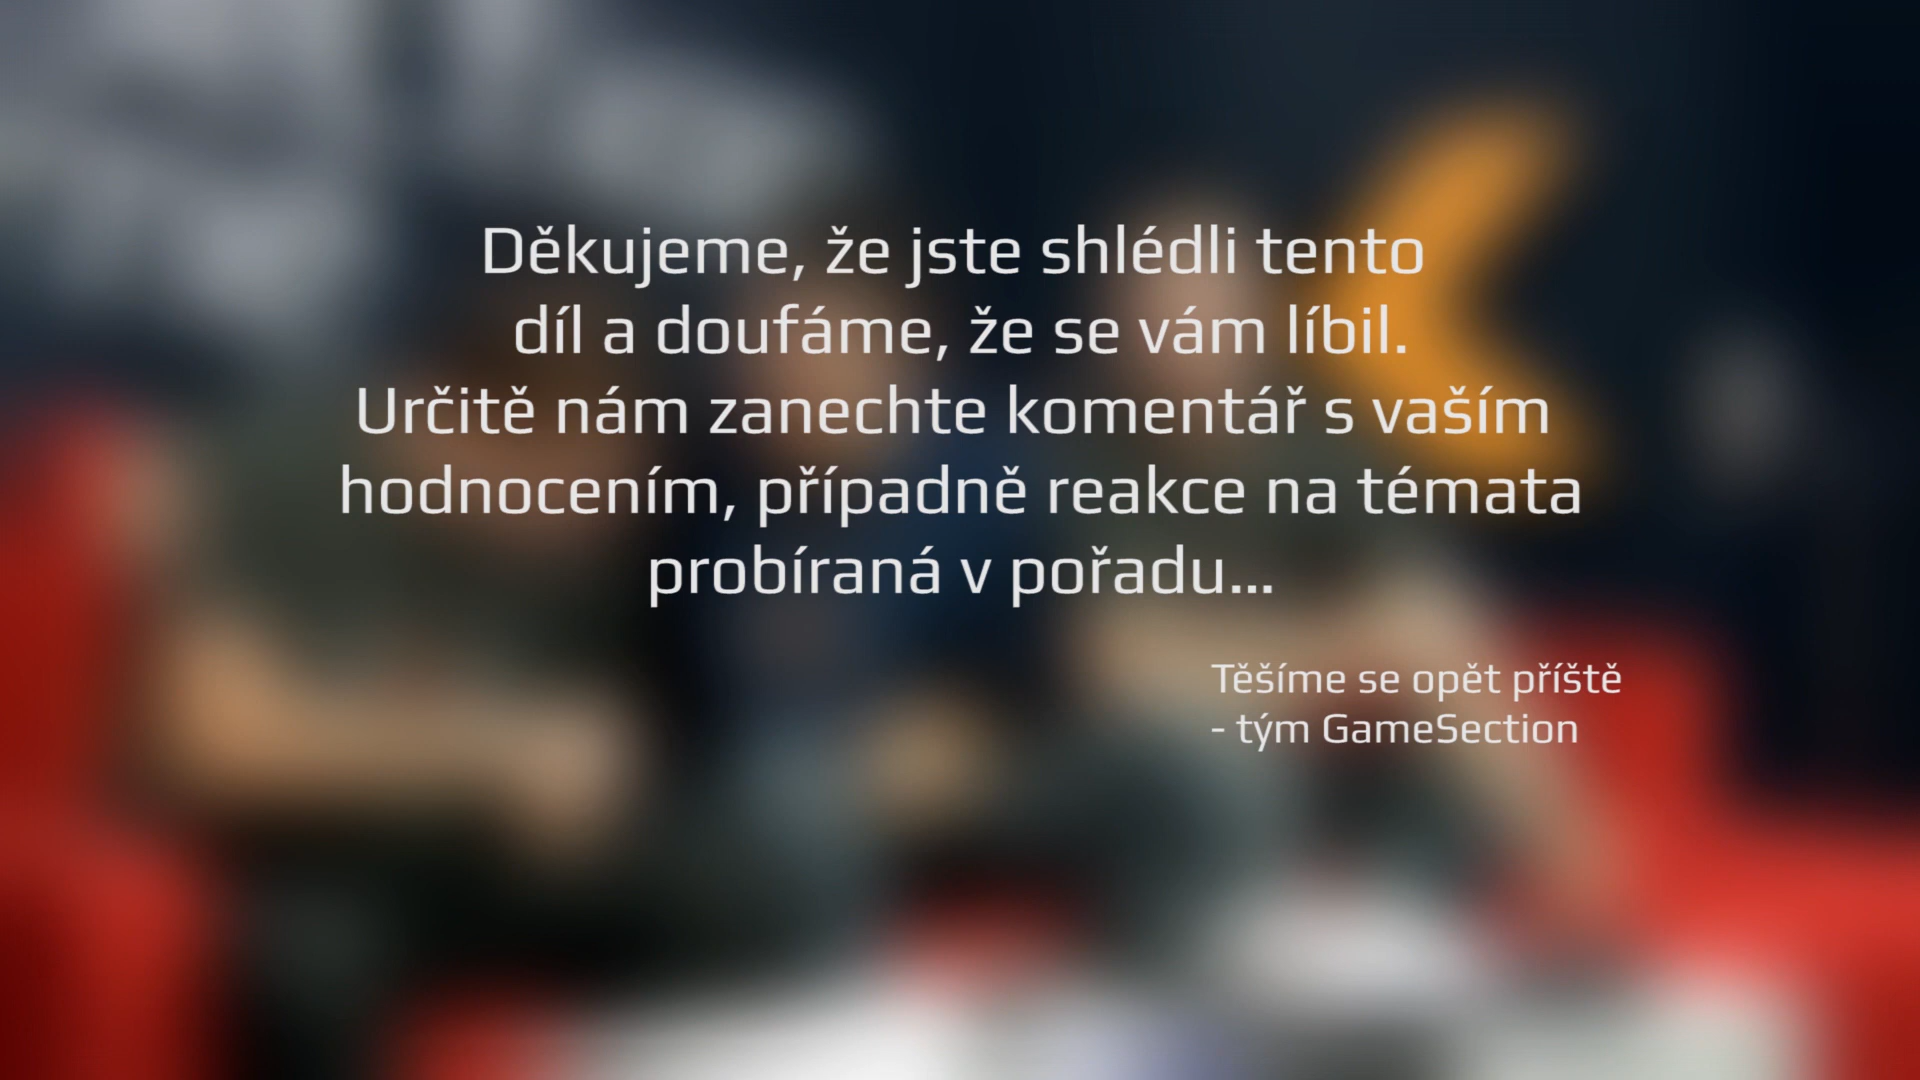 Děkujeme, že jste shlédli tento
díl a doufáme, že se vám líbil.
Určitě nám zanechte komentář s vaším
hodnocením, případně reakce na témata
probíraná v pořadu...
Těšíme se opět příště
- tým GameSection